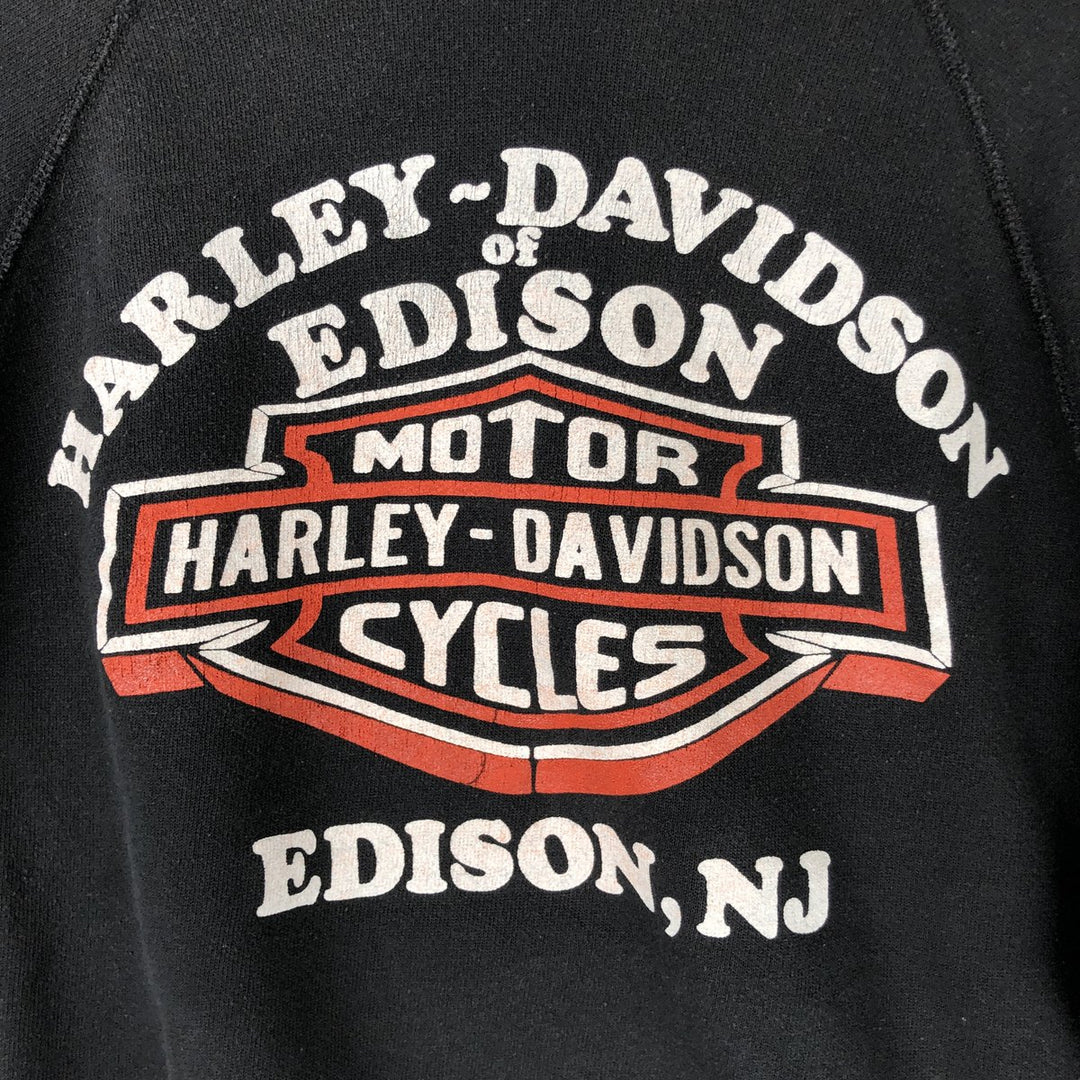 HARLEY~DAVIDSON
of
EDISON
MOTOR
HARLEY-DAVIDSON
CYCLES
EDISON, NJ